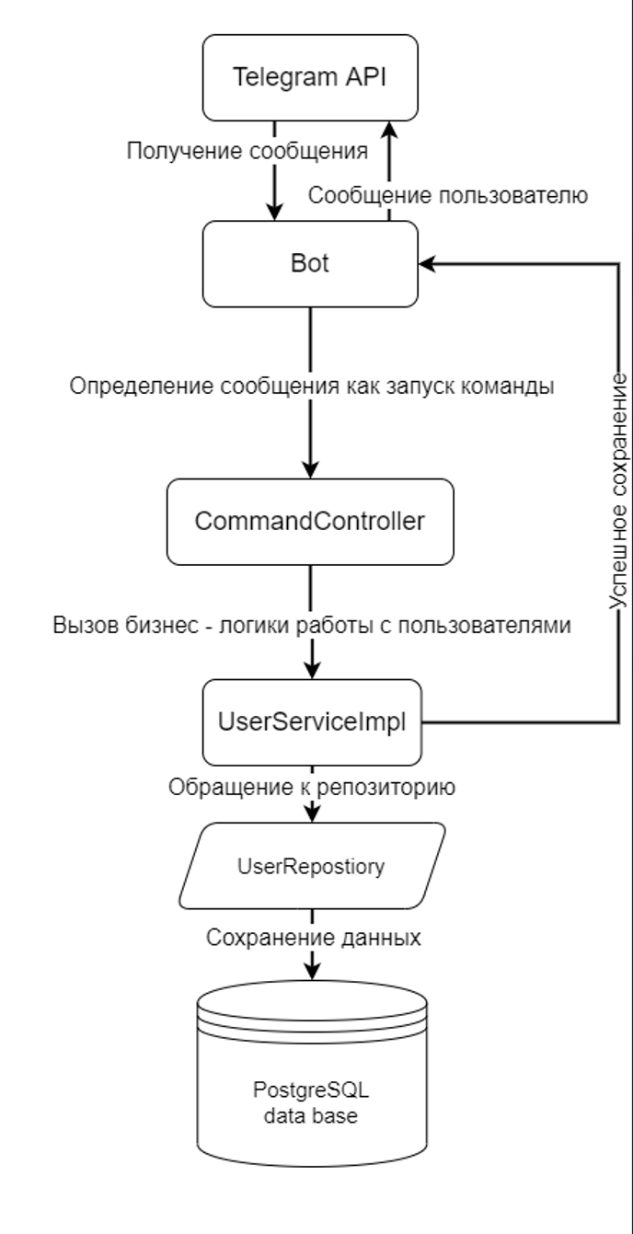 Telegram API
Получение сообщения
Сообщение пользователю
Bot
Определение сообщения как запуск команды
Успешное сохранение
CommandController
Вызов бизнес - логики работы с пользователями
UserServiceImpl
Обращение к репозиторию
UserRepostiory
Сохранение данных
PostgreSQL
data base